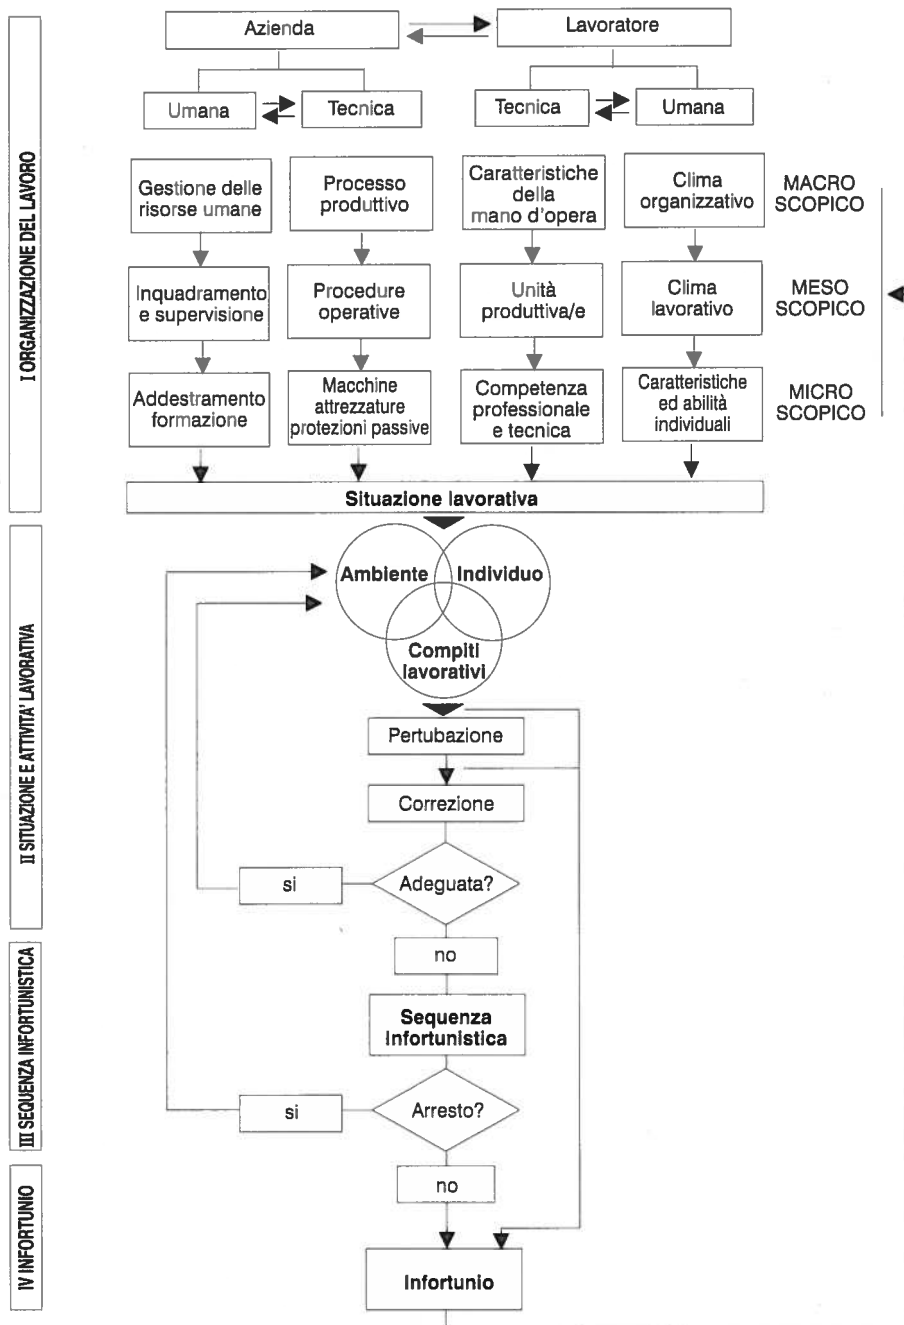 I ORGANIZZAZIONE DEL LAVORO
Azienda
Lavoratore
Umana
Tecnica
Tecnica
Umana
Gestione delle
risorse umane
Processo
produttivo
Caratteristiche
della
mano d'opera
Clima
organizzativo
MACRO
SCOPICO
Inquadramento
e supervisione
Procedure
operative
Unità
produttiva/e
Clima
lavorativo
MESO
SCOPICO
Addestramento
formazione
Macchine
attrezzature
protezioni passive
Competenza
professionale
e tecnica
Caratteristiche
ed abilità
individuali
MICRO
SCOPICO
Situazione lavorativa
II SITUAZIONE E ATTIVITA' LAVORATIVA
Ambiente
Individuo
Compiti
lavorativi
Pertubazione
Correzione
si
Adeguata?
no
III SEQUENZA INFORTUNISTICA
Sequenza
Infortunistica
si
Arresto?
no
IV INFORTUNIO
Infortunio